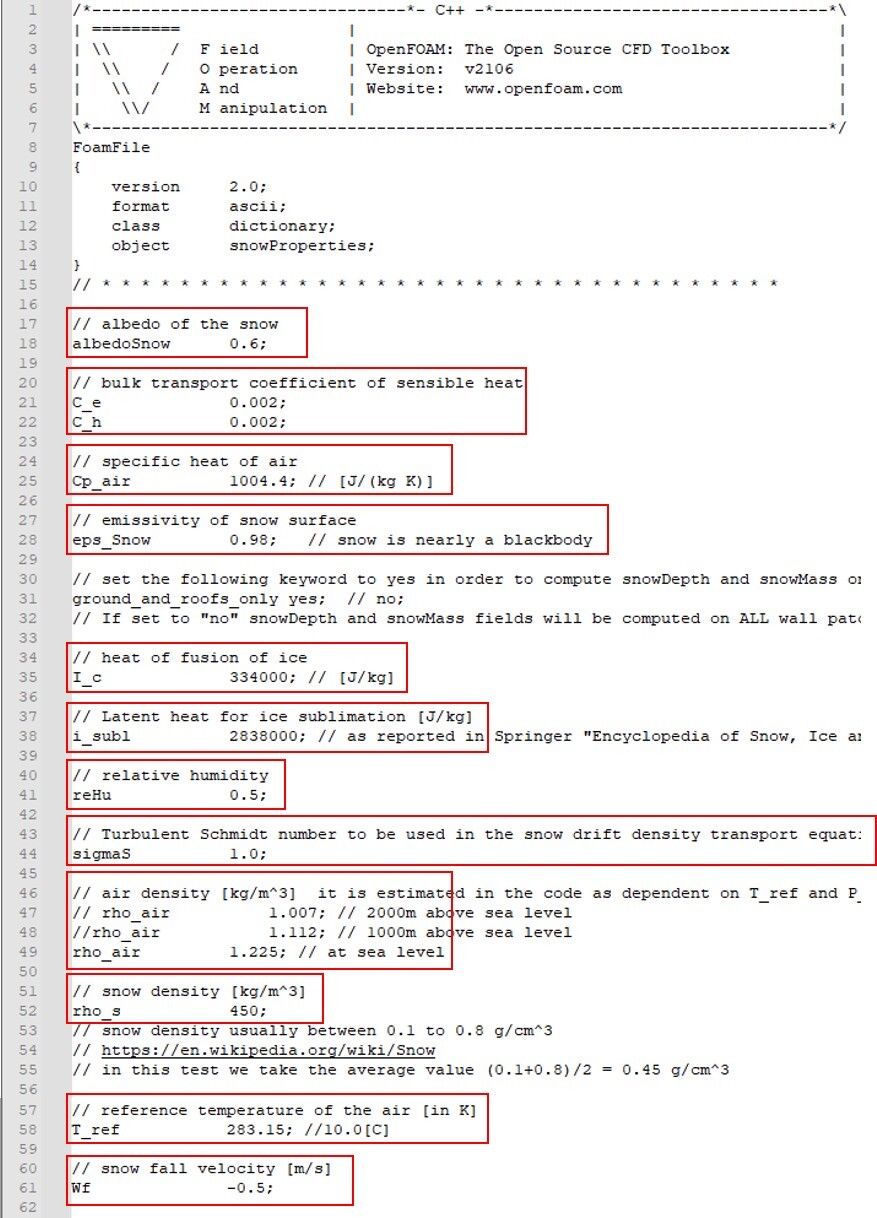 1 /*--------------------------------*- C++ -*----------------------------------*\
2 | =========                 |                                                 |
3 | \\      /  F ield         | OpenFOAM: The Open Source CFD Toolbox           |
4 |  \\    /   O peration     | Version:  v2106                                 |
5 |   \\  /    A nd           | Website:  www.openfoam.com                      |
6 |    \\/     M anipulation  |                                                 |
7 \*---------------------------------------------------------------------------*/
8 FoamFile
9 {
10     version     2.0;
11     format      ascii;
12     class       dictionary;
13     object      snowProperties;
14 }
15 // * * * * * * * * * * * * * * * * * * * * * * * * * * * * * * * * * * *
16
17 // albedo of the snow
18 albedoSnow      0.6;
19
20 // bulk transport coefficient of sensible heat
21 C_e             0.002;
22 C_h             0.002;
23
24 // specific heat of air
25 Cp_air          1004.4; // [J/(kg K)]
26
27 // emissivity of snow surface
28 eps_Snow        0.98;   // snow is nearly a blackbody
29
30 // set the following keyword to yes in order to compute snowDepth and snowMass
31 ground_and_roofs_only yes;  // no;
32 // If set to "no" snowDepth and snowMass fields will be computed on ALL wall
33
34 // heat of fusion of ice
35 I_c             334000; // [J/kg]
36
37 // Latent heat for ice sublimation [J/kg]
38 i_subl          2838000; // as reported in Springer "Encyclopedia of Snow, Ice
39
40 // relative humidity
41 reHu            0.5;
42
43 // Turbulent Schmidt number to be used in the snow drift density transport
44 sigmaS          1.0;
45
46 // air density [kg/m^3]  it is estimated in the code as dependent on T_ref and P_
47 // rho_air          1.007; // 2000m above sea level
48 //rho_air           1.112; // 1000m above sea level
49 rho_air         1.225; // at sea level
50
51 // snow density [kg/m^3]
52 rho_s           450;
53 // snow density usually between 0.1 to 0.8 g/cm^3
54 // https://en.wikipedia.org/wiki/Snow
55 // in this test we take the average value (0.1+0.8)/2 = 0.45 g/cm^3
56
57 // reference temperature of the air [in K]
58 T_ref           283.15; //10.0[C]
59
60 // snow fall velocity [m/s]
61 Wf              -0.5;
62